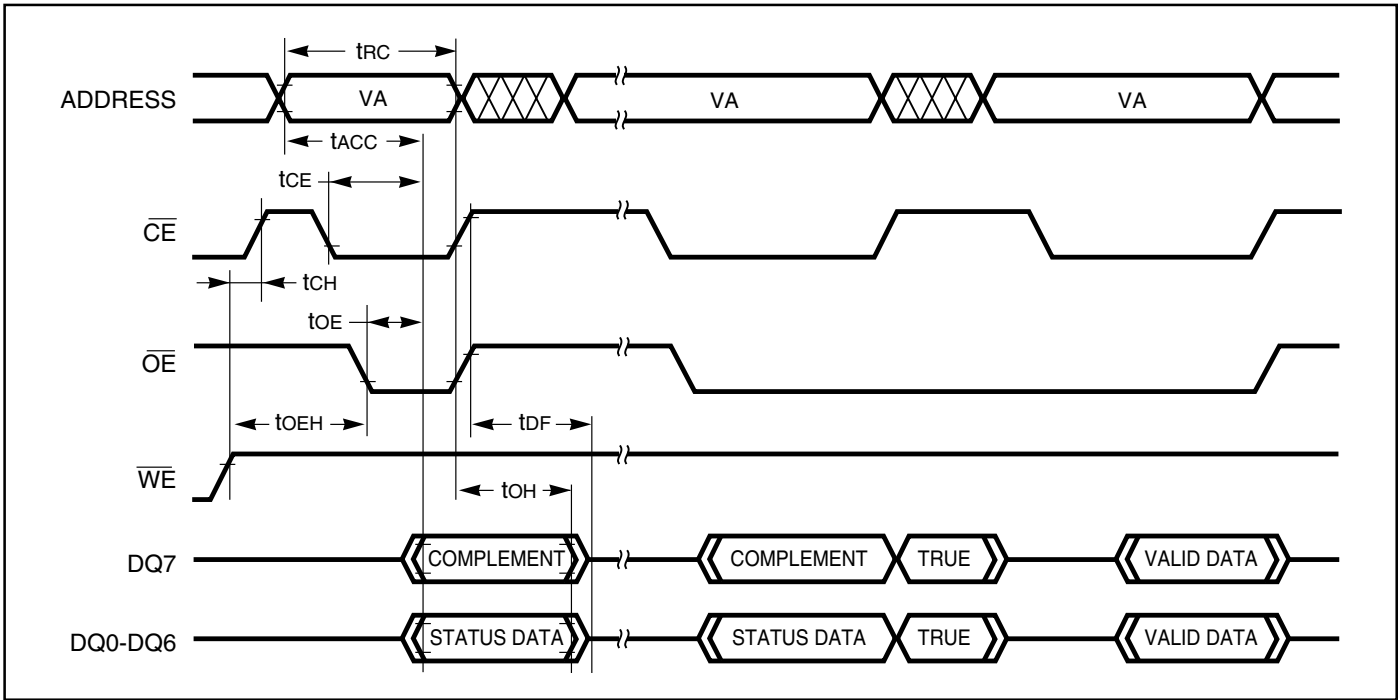 tRC
ADDRESS VA VA VA
tACC
tCE
CE
tCH
tOE
OE
tOEH tDF
WE
tOH
DQ7 COMPLEMENT COMPLEMENT TRUE VALID DATA
DQ0-DQ6 STATUS DATA STATUS DATA TRUE VALID DATA